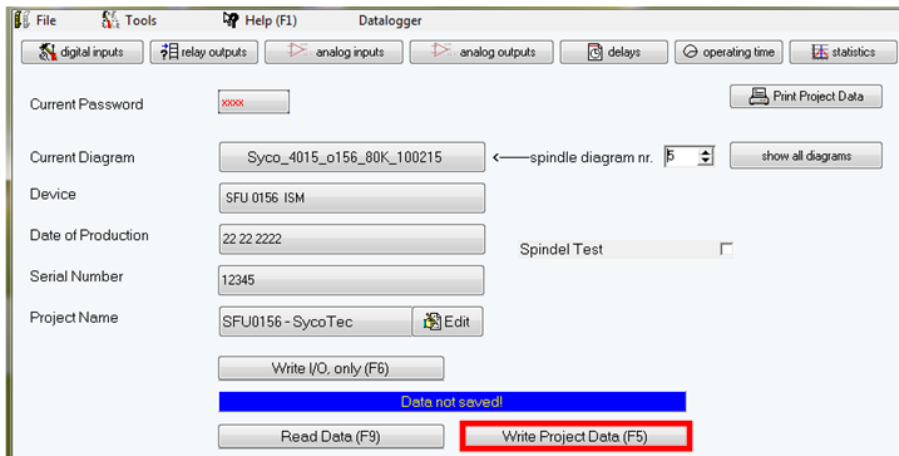 File Tools Help (F1) Datalogger
digital inputs relay outputs analog inputs analog outputs delays operating time statistics
Current Password xxxx Print Project Data
Current Diagram Syco_4015_o156_80K_100215 <——spindle diagram nr. 5 show all diagrams
Device SFU 0156 ISM
Date of Production 22 22 2222 Spindel Test
Serial Number 12345
Project Name SFU0156 - SycoTec Edit
Write I/O, only (F6)
Data not saved!
Read Data (F9) Write Project Data (F5)